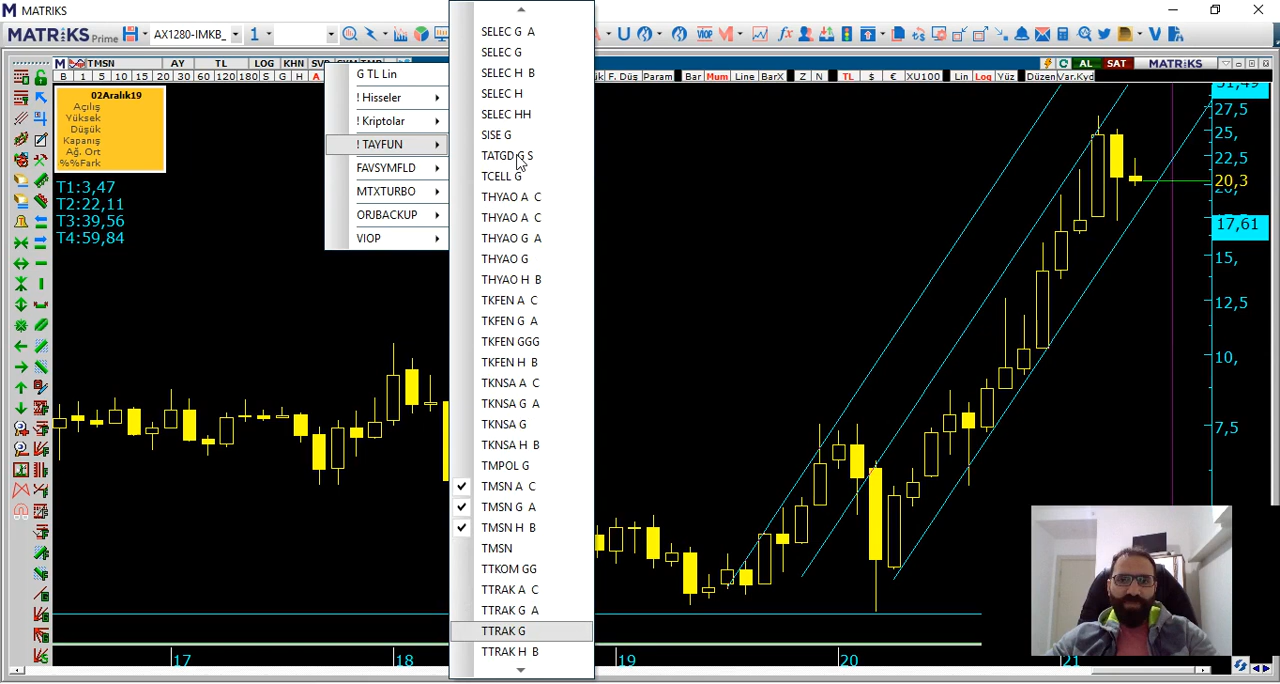 MATRIKS
MATRİKS Prime
AX1280-IMKB_
1
VIOP
fx
TMSN
AY
TL
LOG
KHN
B 1 5 10 15 20 30 60 120 180 S G H A
F. Düş Param
Bar Mum Line BarX
Z N
TL $ € XU100
Lin Log Yüz
Düzen Var.Kyd
AL
SAT
MATRİKS
02Aralık19
Açılış
Yüksek
Düşük
Kapanış
Ağ. Ort
%%Fark
T1:3,47
T2:22,11
T3:39,56
T4:59,84
G TL Lin
! Hisseler
! Kriptolar
! TAYFUN
FAVSYMFLD
MTXTURBO
ORJBACKUP
VIOP
SELEC G A
SELEC G
SELEC H B
SELEC H
SELEC HH
SISE G
TATGD G S
TCELL G
THYAO A C
THYAO A C
THYAO G A
THYAO G
THYAO H B
TKFEN A C
TKFEN G A
TKFEN GGG
TKFEN H B
TKNSA A C
TKNSA G A
TKNSA G
TKNSA H B
TMPOL G
TMSN A C
TMSN G A
TMSN H B
TMSN
TTKOM GG
TTRAK A C
TTRAK G A
TTRAK G
TTRAK H B
31,49
27,5
25,
22,5
20,3
17,61
15,
12,5
10,
7,5
17
18
19
20
21